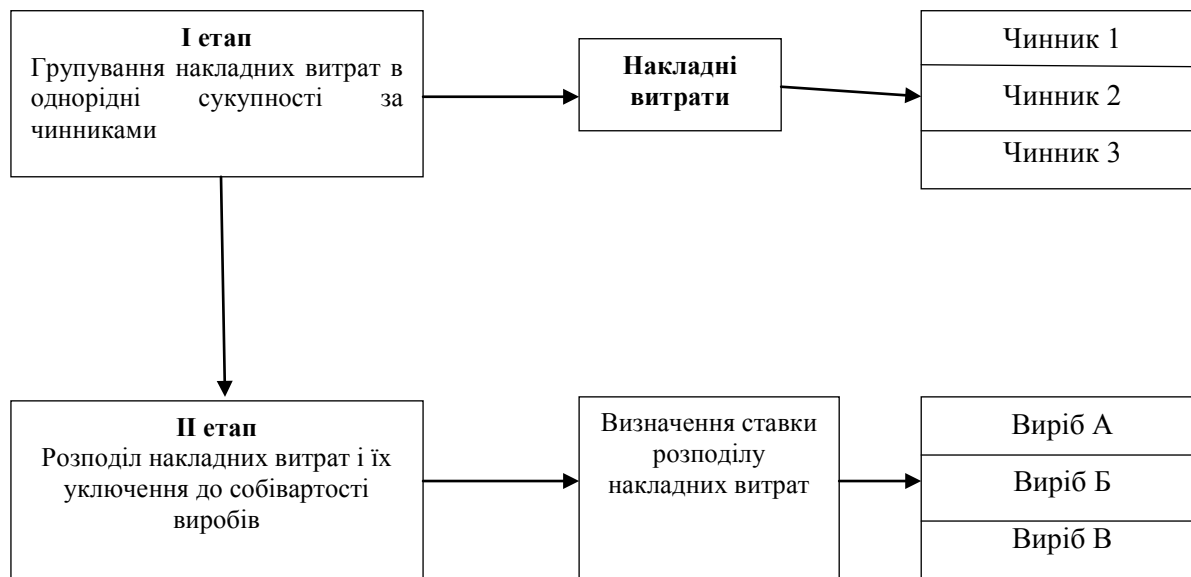 І етап
Групування накладних витрат в
однорідні сукупності за
чинниками
Накладні
витрати
Чинник 1
Чинник 2
Чинник 3
ІІ етап
Розподіл накладних витрат і їх
уключення до собівартості
виробів
Визначення ставки
розподілу
накладних витрат
Виріб А
Виріб Б
Виріб В